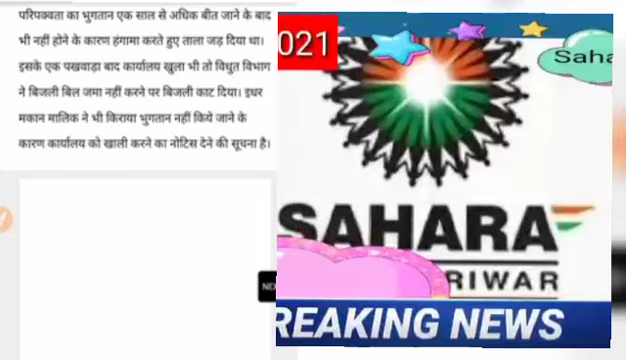 परिपक्वता का भुगतान एक साल से अधिक बीत जाने के बाद
भी नहीं होने के कारण हंगामा करते हुए ताला जड़ दिया था।
इसके एक पखवाड़ा बाद कार्यालय खुला भी तो विधुत विभाग
ने बिजली बिल जमा नहीं करने पर बिजली काट दिया। इधर
मकान मालिक ने भी किराया भुगतान नहीं किये जाने के
कारण कार्यालय को खाली करने का नोटिस देने की सूचना है।
021
Saha
SAHARA
RIWAR
NEX
REAKING NEWS